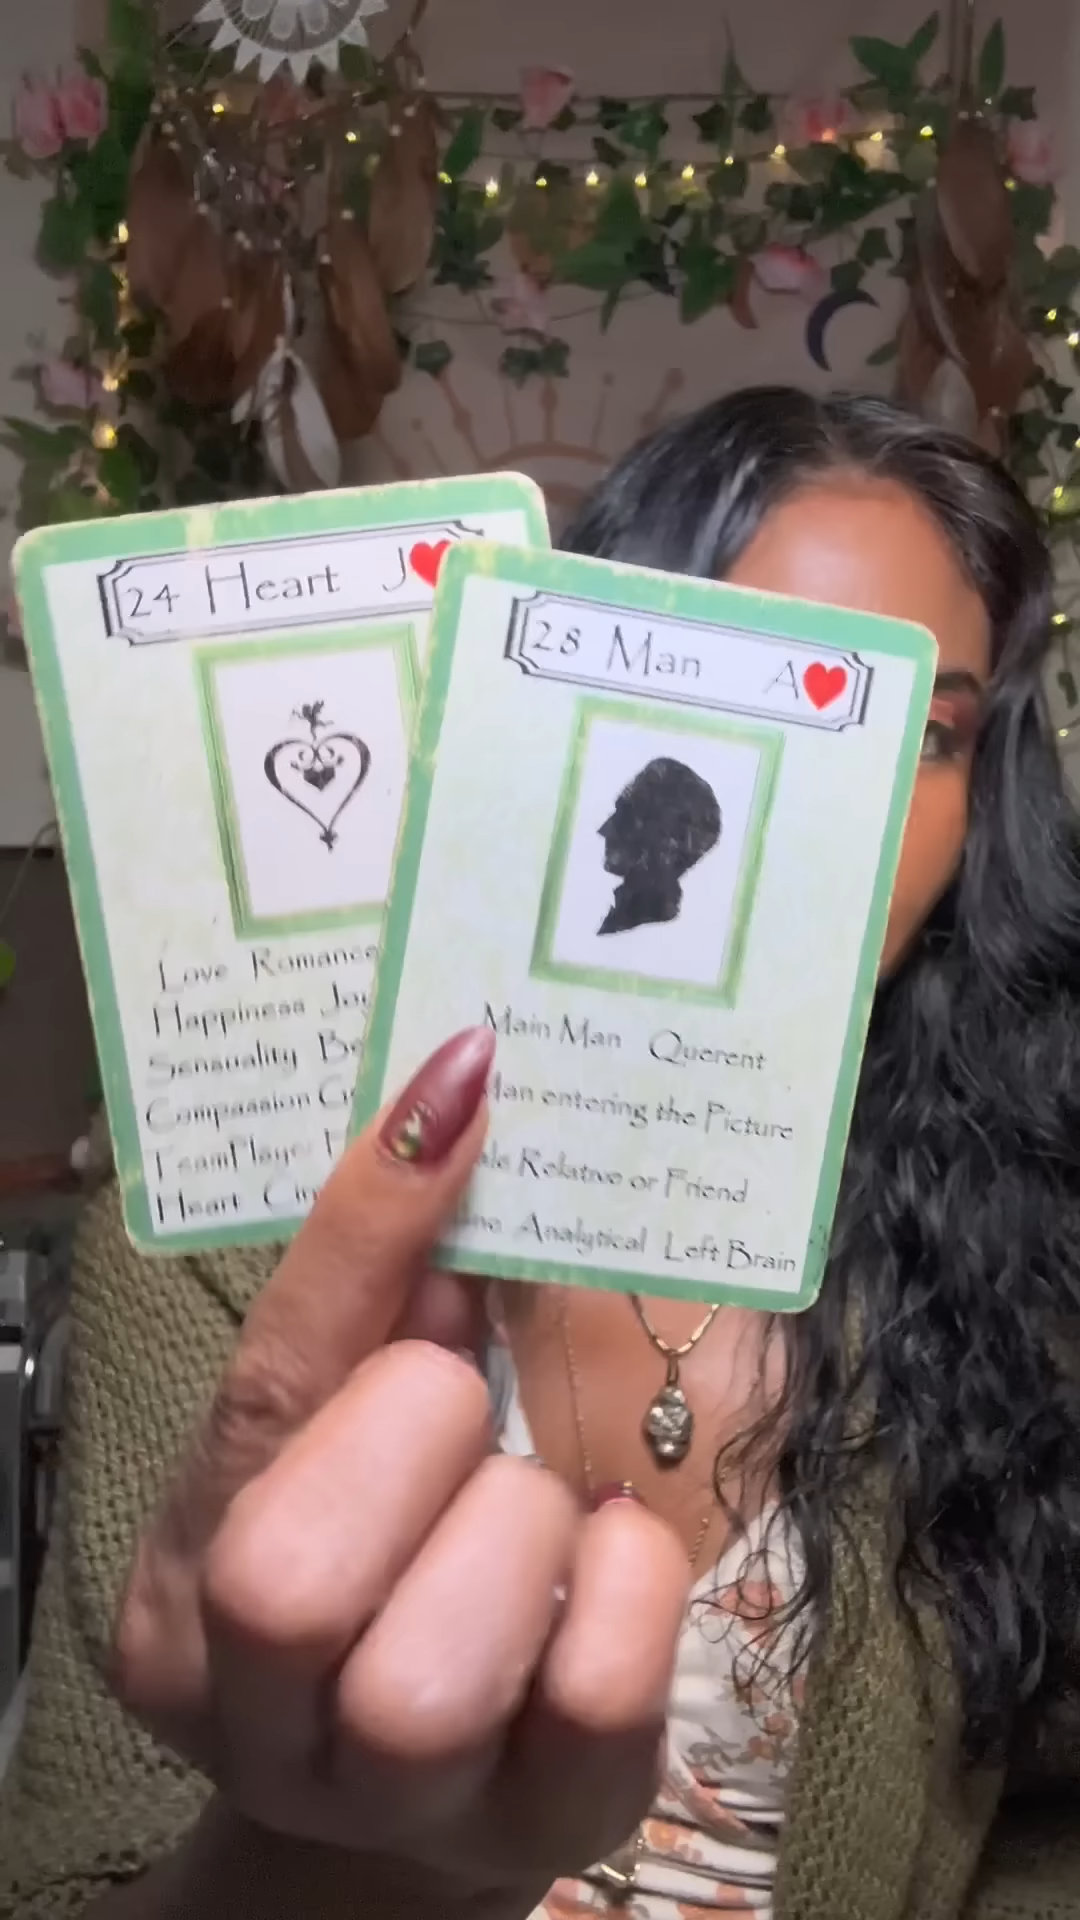 24 Heart J
Love Romance
Happiness
Sensuality
Compassion
TeamPlayer
Heart
28 Man A
Main Man Querent
Man entering the Picture
Relative or Friend
Analytical Left Brain